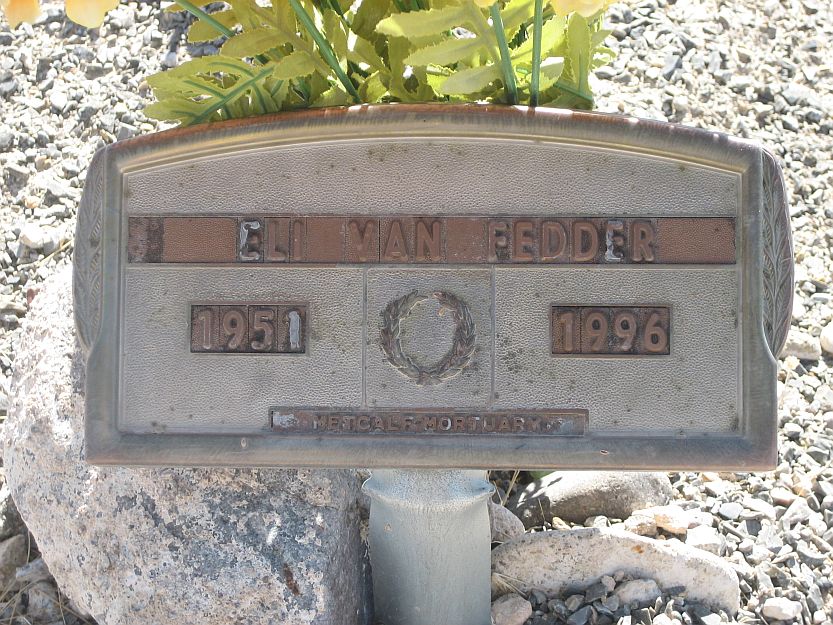 ELI VAN FEDDER
1951 1996
METCALF MORTUARY